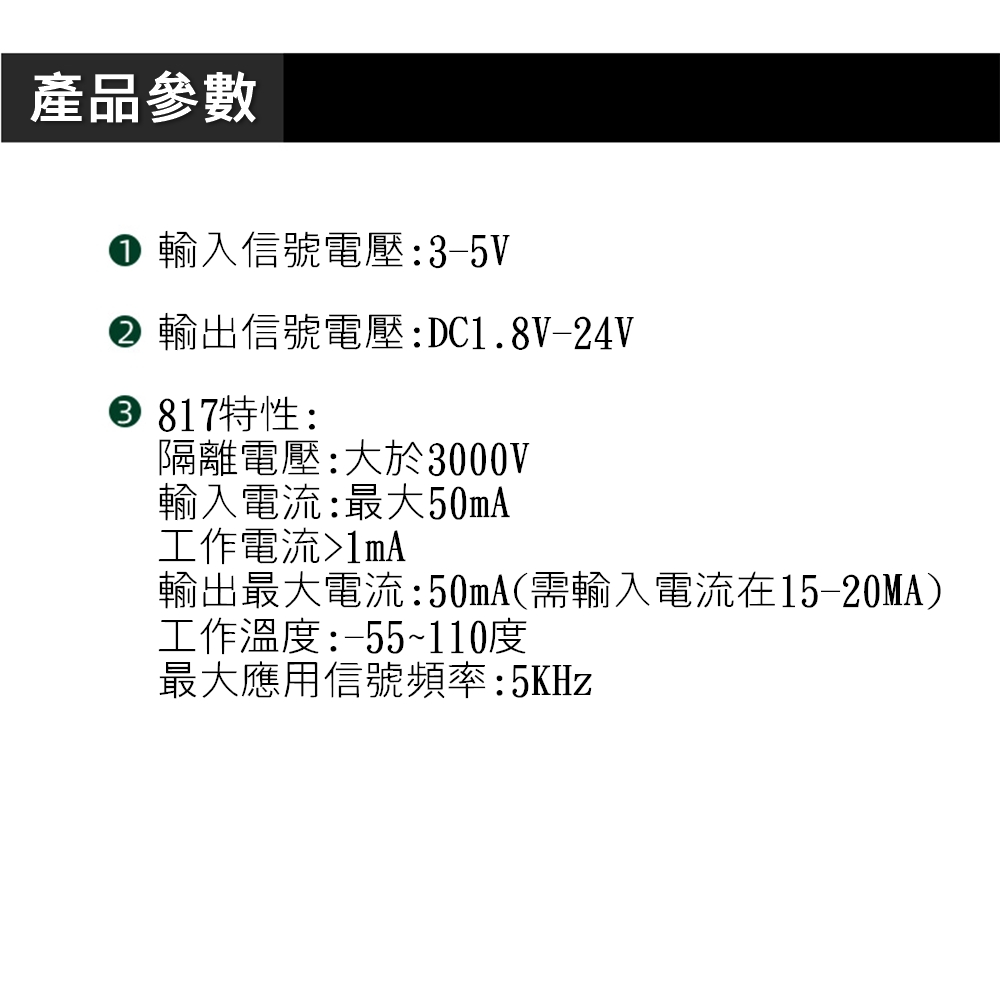 產品參數
1 輸入信號電壓:3-5V
2 輸出信號電壓:DC1.8V-24V
3 817特性:
隔離電壓:大於3000V
輸入電流:最大50mA
工作電流>1mA
輸出最大電流:50mA(需輸入電流在15-20MA)
工作溫度:-55~110度
最大應用信號頻率:5KHz